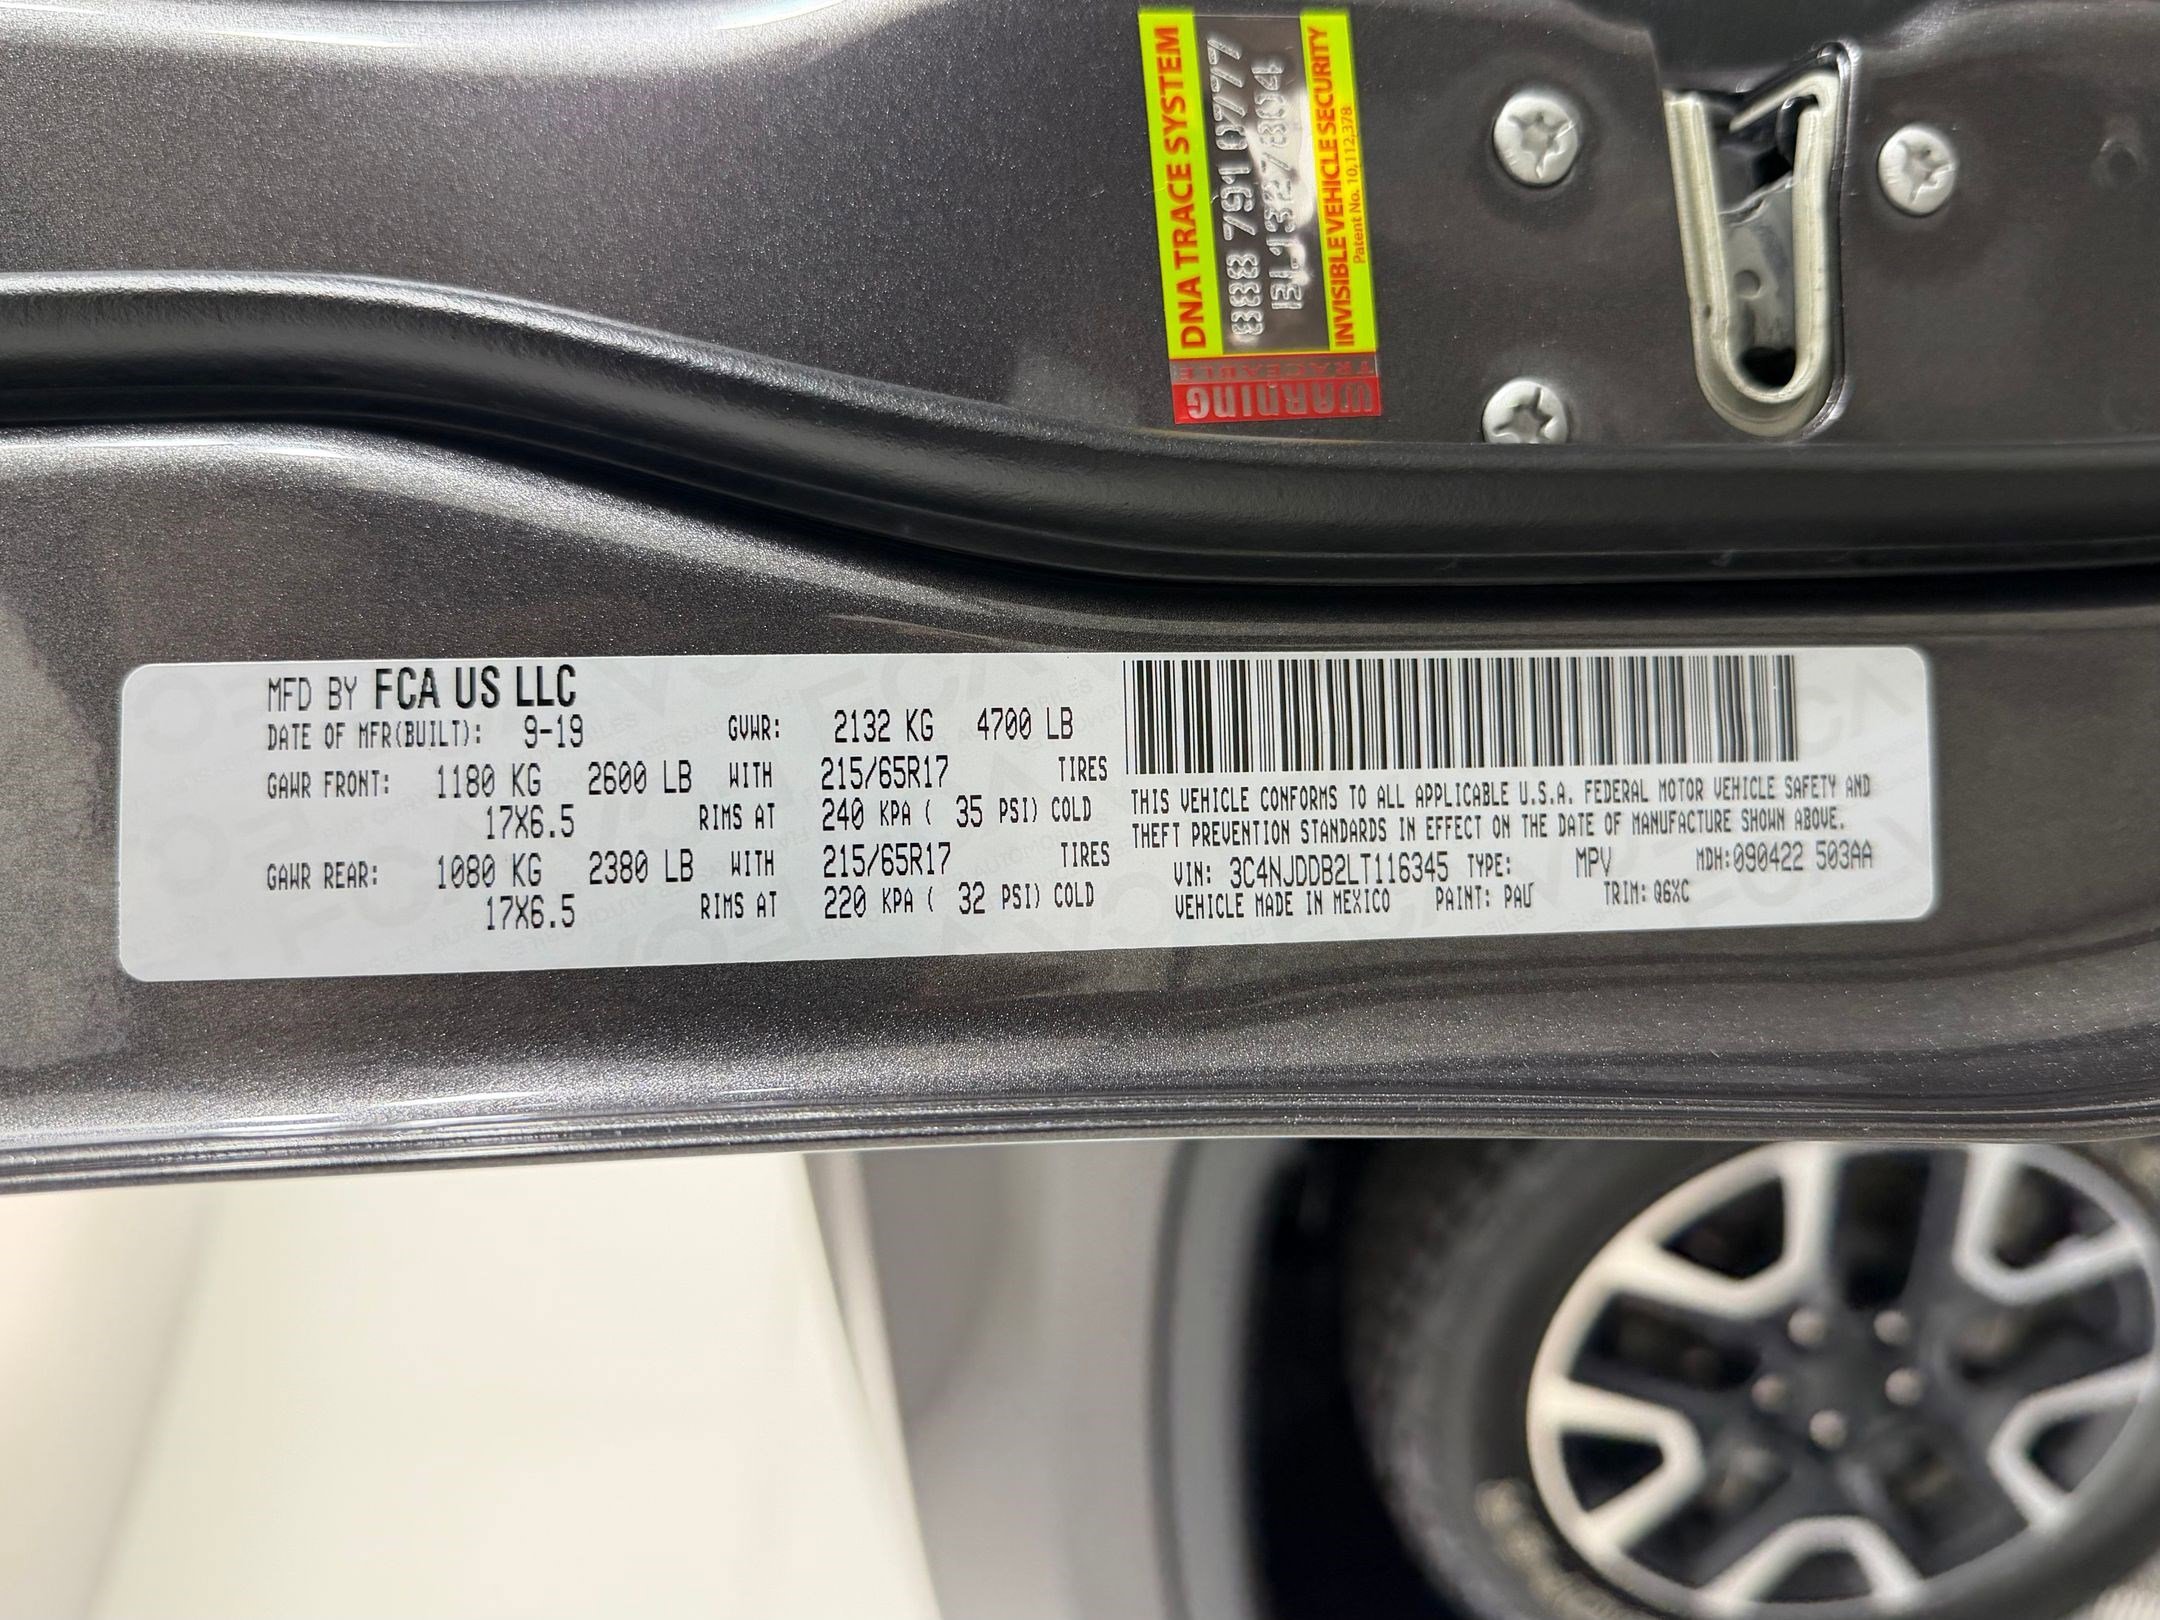 DNA TRACE SYSTEM
888 7910777
EL1327804
INVISIBLE VEHICLE SECURITY
Patent No. 10,112,378
WARNING
TRACEABLE
MFD BY FCA US LLC
DATE OF MFR(BUILT): 9-19 GVWR: 2132 KG 4700 LB
GAWR FRONT: 1180 KG 2600 LB WITH 215/65R17 TIRES
17X6.5 RIMS AT 240 KPA ( 35 PSI) COLD
GAWR REAR: 1080 KG 2380 LB WITH 215/65R17 TIRES
17X6.5 RIMS AT 220 KPA ( 32 PSI) COLD
THIS VEHICLE CONFORMS TO ALL APPLICABLE U.S.A. FEDERAL MOTOR VEHICLE SAFETY AND
THEFT PREVENTION STANDARDS IN EFFECT ON THE DATE OF MANUFACTURE SHOWN ABOVE.
VIN: 3C4NJDDB2LT116345 TYPE: MPV MDH:090422 503AA
VEHICLE MADE IN MEXICO PAINT: PAU TRIM: Q6XC